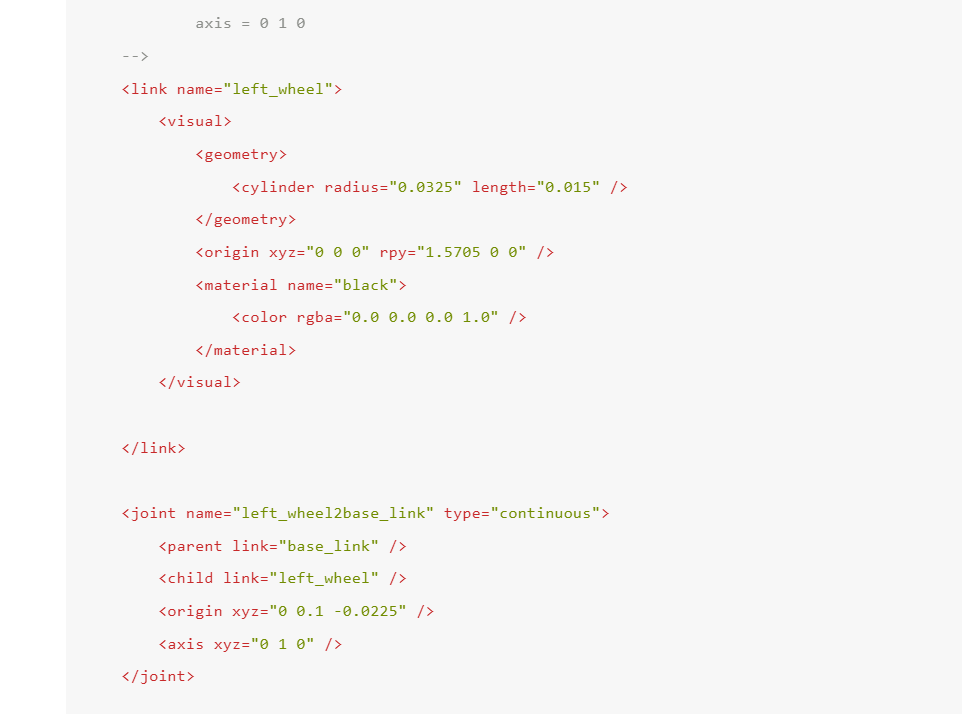 axis = 0 1 0
-->
<link name="left_wheel">
<visual>
<geometry>
<cylinder radius="0.0325" length="0.015" />
</geometry>
<origin xyz="0 0 0" rpy="1.5705 0 0" />
<material name="black">
<color rgba="0.0 0.0 0.0 1.0" />
</material>
</visual>
</link>
<joint name="left_wheel2base_link" type="continuous">
<parent link="base_link" />
<child link="left_wheel" />
<origin xyz="0 0.1 -0.0225" />
<axis xyz="0 1 0" />
</joint>